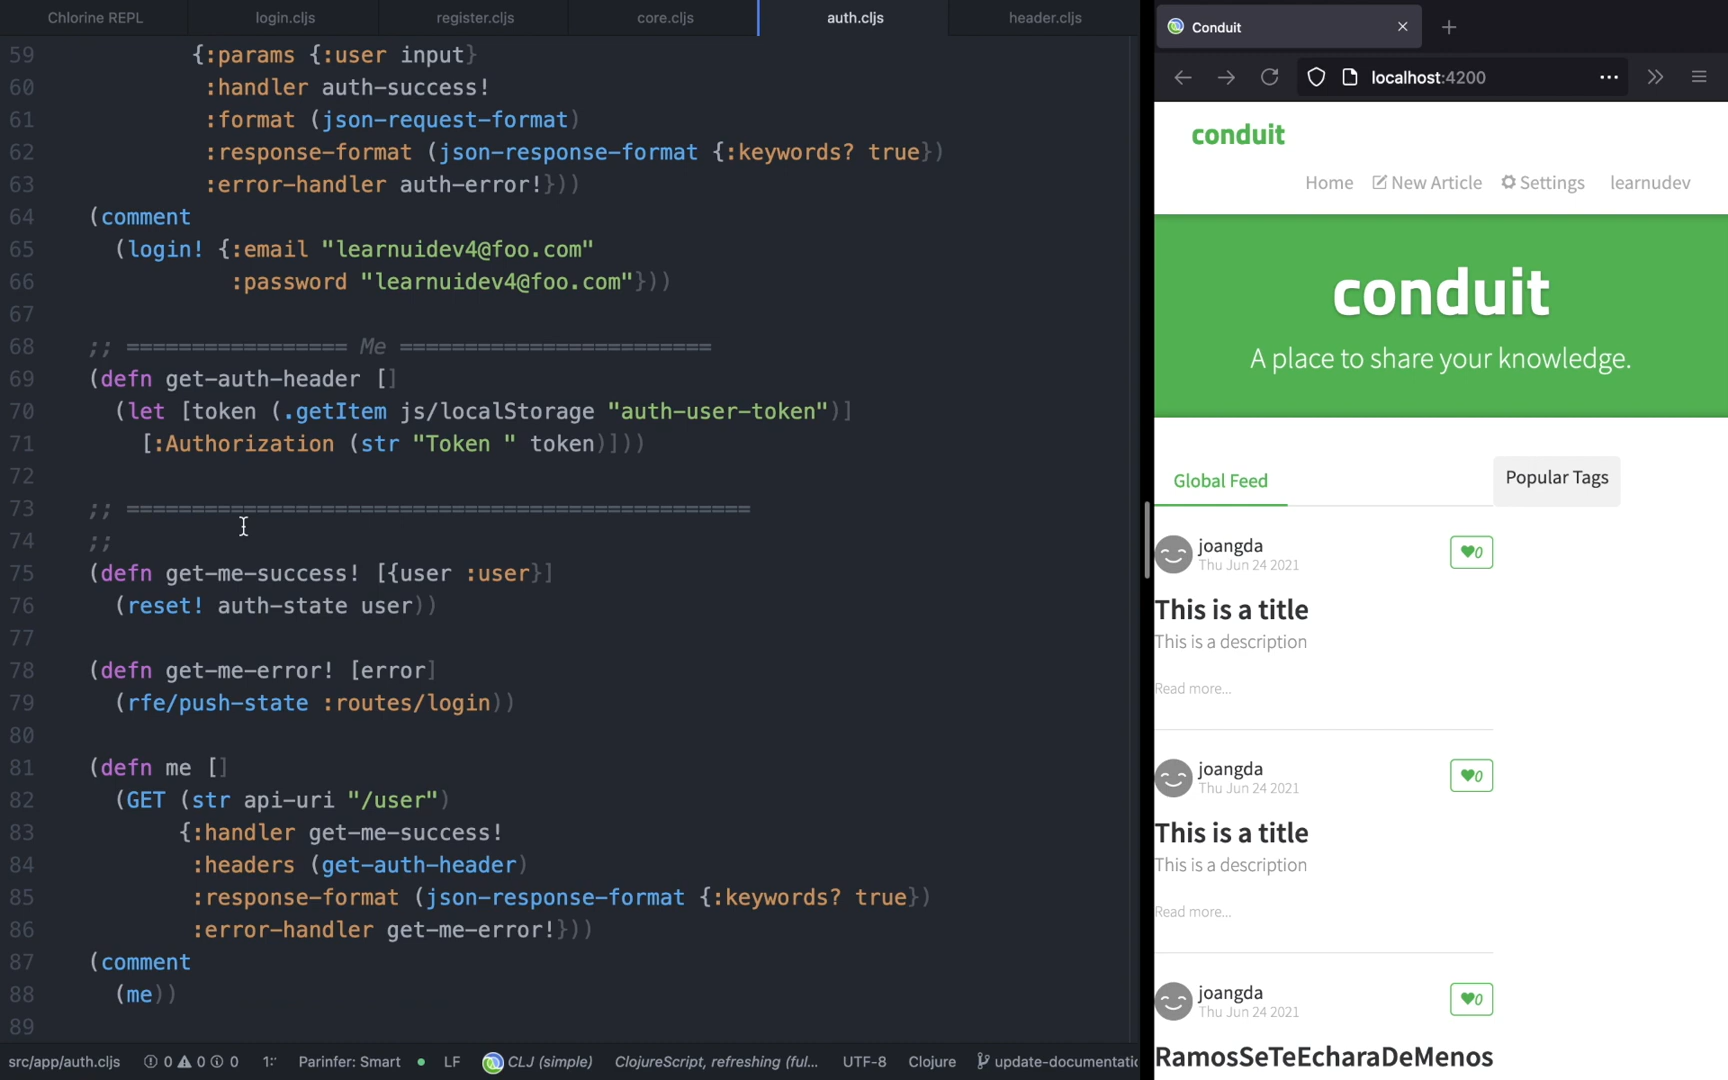 Chlorine REPL login.cljs register.cljs core.cljs auth.cljs header.cljs
59 {:params {:user input}
60 :handler auth-success!
61 :format (json-request-format)
62 :response-format (json-response-format {:keywords? true})
63 :error-handler auth-error!}))
64 (comment
65 (login! {:email "learnuidev4@foo.com"
66 :password "learnuidev4@foo.com"}))
67
68 ;; ================= Me ========================
69 (defn get-auth-header []
70 (let [token (.getItem js/localStorage "auth-user-token")]
71 [:Authorization (str "Token " token)]))
72
73 ;; ================================================
74 ;;
75 (defn get-me-success! [{user :user}]
76 (reset! auth-state user))
77
78 (defn get-me-error! [error]
79 (rfe/push-state :routes/login))
80
81 (defn me []
82 (GET (str api-uri "/user")
83 {:handler get-me-success!
84 :headers (get-auth-header)
85 :response-format (json-response-format {:keywords? true})
86 :error-handler get-me-error!}))
87 (comment
88 (me))
89
src/app/auth.cljs 0 0 0 1: Parinfer: Smart LF CLJ (simple) ClojureScript, refreshing (ful... UTF-8 Clojure update-documentatio
Conduit
localhost:4200
conduit
Home New Article Settings learnudev
conduit
A place to share your knowledge.
Global Feed
Popular Tags
joangda
0
Thu Jun 24 2021
This is a title
This is a description
Read more...
joangda
0
Thu Jun 24 2021
This is a title
This is a description
Read more...
joangda
0
Thu Jun 24 2021
RamosSeTeEcharaDeMenos